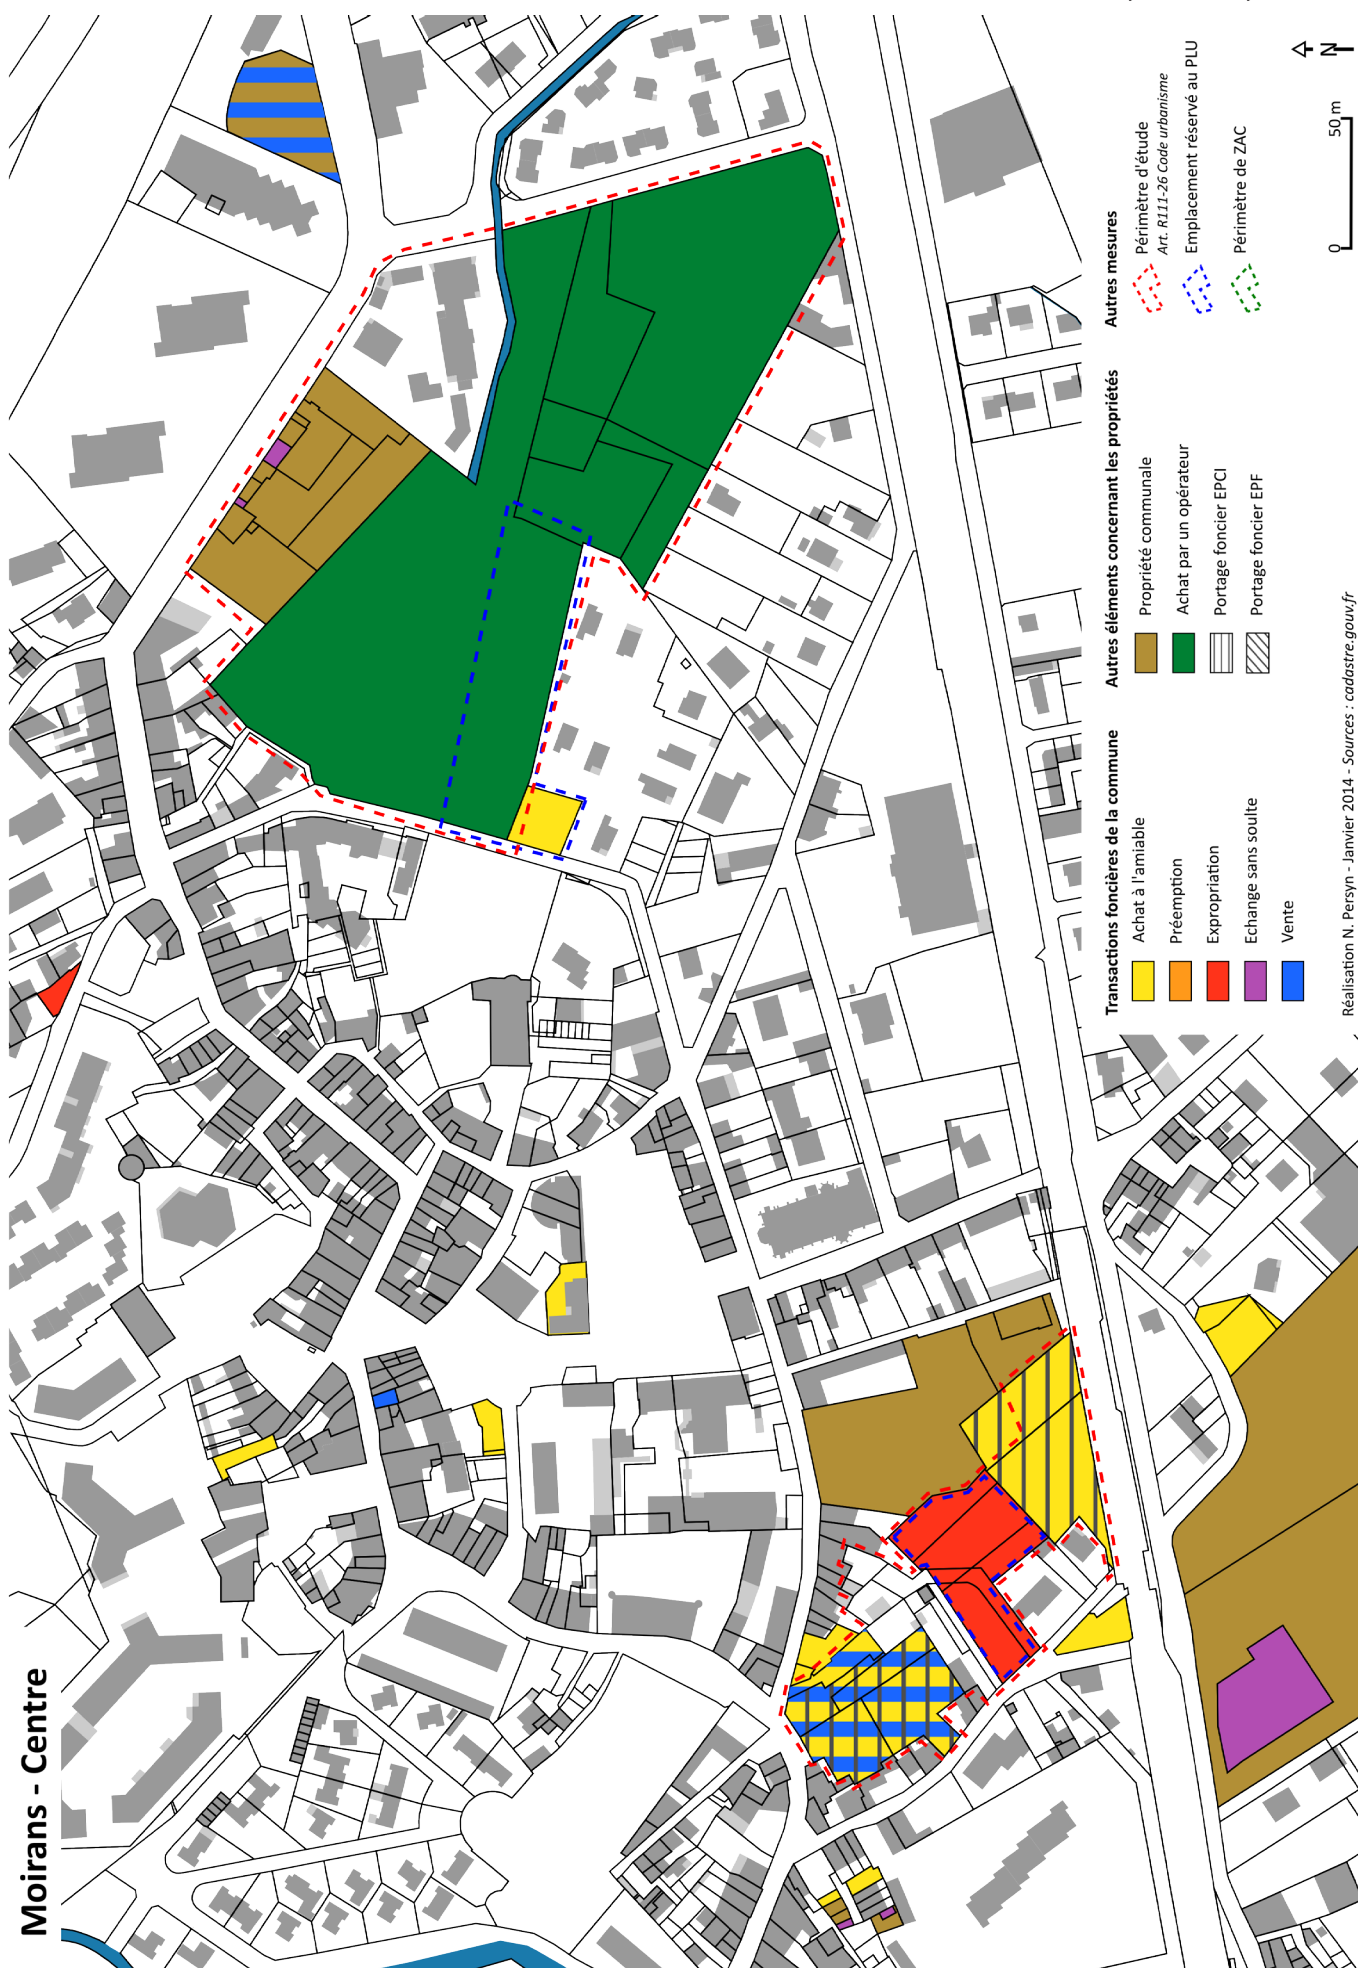 Moirans - Centre
Transactions foncières de la commune
Achat à l'amiable
Préemption
Expropriation
Echange sans soulte
Vente
Autres éléments concernant les propriétés
Propriété communale
Achat par un opérateur
Portage foncier EPCI
Portage foncier EPF
Autres mesures
Périmètre d'étude
Art. R111-26 Code urbanisme
Emplacement réservé au PLU
Périmètre de ZAC
0
50 m
N
Réalisation N. Persyn - Janvier 2014 - Sources : cadastre.gouv.fr